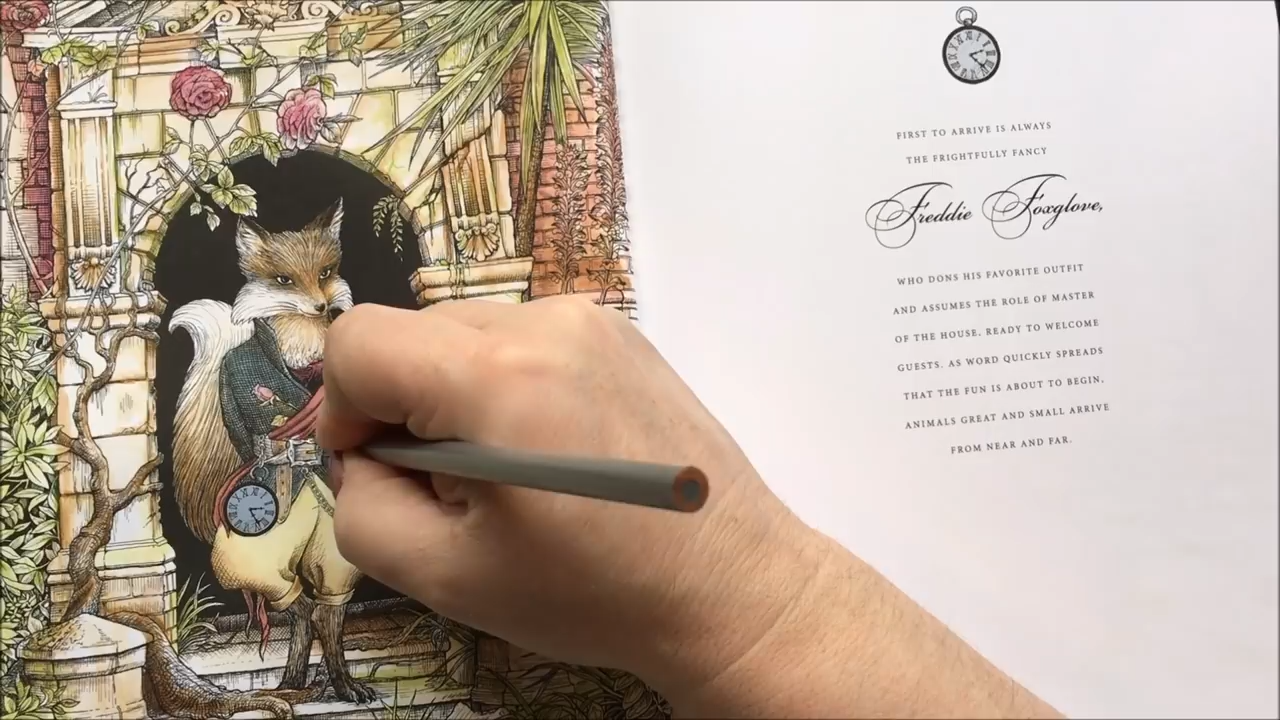 FIRST TO ARRIVE IS ALWAYS
THE FRIGHTFULLY FANCY
Freddie Foxglove,
WHO DONS HIS FAVORITE OUTFIT
AND ASSUMES THE ROLE OF MASTER
OF THE HOUSE, READY TO WELCOME
GUESTS. AS WORD QUICKLY SPREADS
THAT THE FUN IS ABOUT TO BEGIN,
ANIMALS GREAT AND SMALL ARRIVE
FROM NEAR AND FAR.